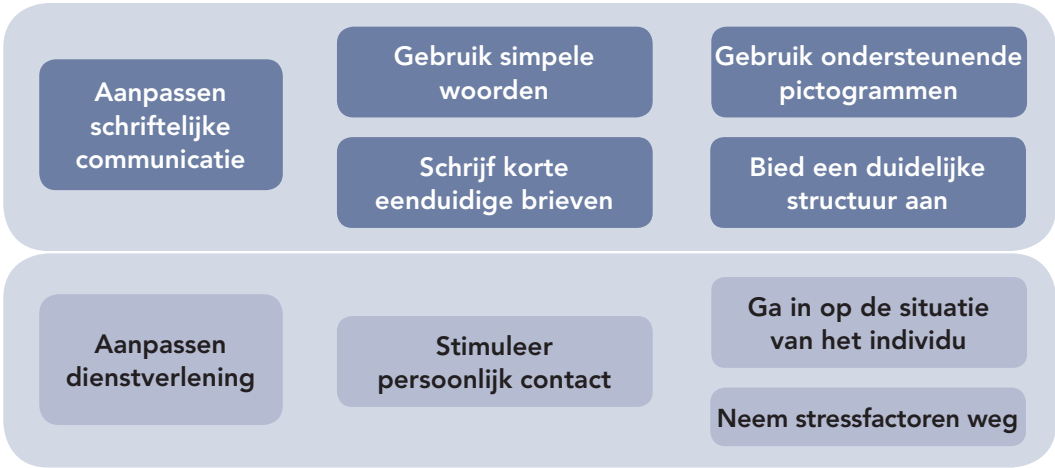 Aanpassen
schriftelijke
communicatie
Gebruik simpele
woorden
Gebruik ondersteunende
pictogrammen
Schrijf korte
eenduidige brieven
Bied een duidelijke
structuur aan
Aanpassen
dienstverlening
Stimuleer
persoonlijk contact
Ga in op de situatie
van het individu
Neem stressfactoren weg